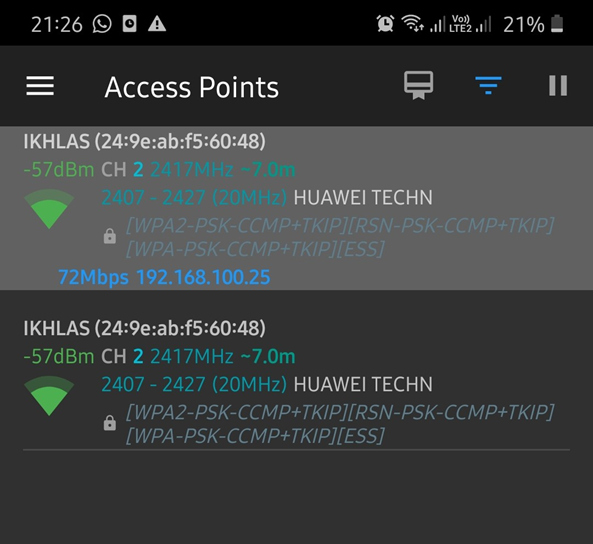 21:26 Vo)) LTE2 21%
Access Points
IKHLAS (24:9e:ab:f5:60:48)
-57dBm CH 2 2417MHz ~7.0m
2407 - 2427 (20MHz) HUAWEI TECHN
[WPA2-PSK-CCMP+TKIP][RSN-PSK-CCMP+TKIP]
[WPA-PSK-CCMP+TKIP][ESS]
72Mbps 192.168.100.25
IKHLAS (24:9e:ab:f5:60:48)
-57dBm CH 2 2417MHz ~7.0m
2407 - 2427 (20MHz) HUAWEI TECHN
[WPA2-PSK-CCMP+TKIP][RSN-PSK-CCMP+TKIP]
[WPA-PSK-CCMP+TKIP][ESS]